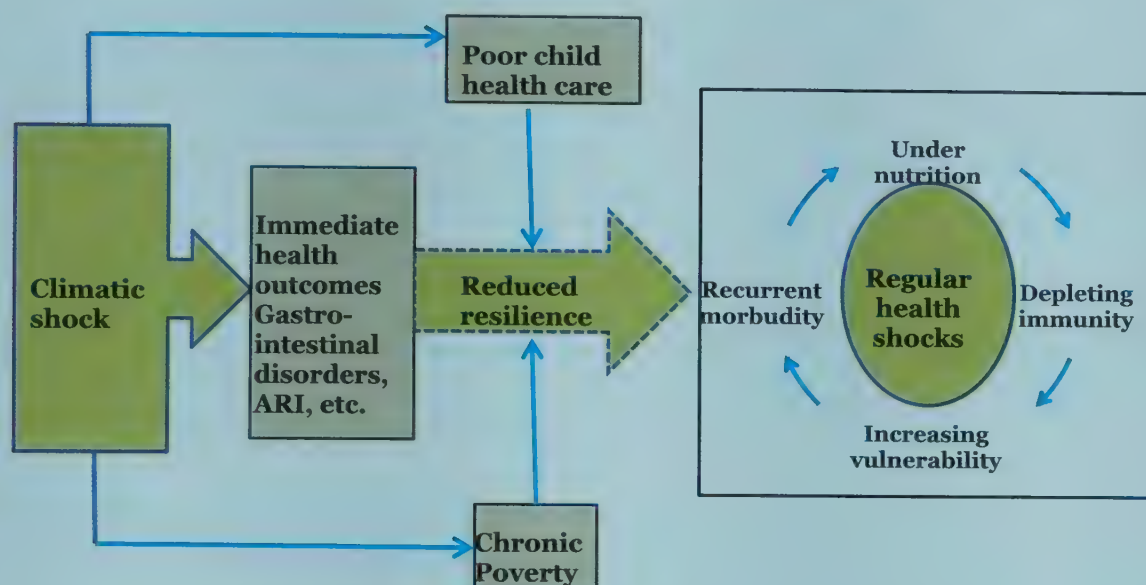 Poor child
health care
Climatic
shock
Immediate
health
outcomes
Gastro-
intestinal
disorders,
ARI, etc.
Reduced
resilience
Chronic
Poverty
Under
nutrition
Recurrent
morbudity
Regular
health
shocks
Depleting
immunity
Increasing
vulnerability